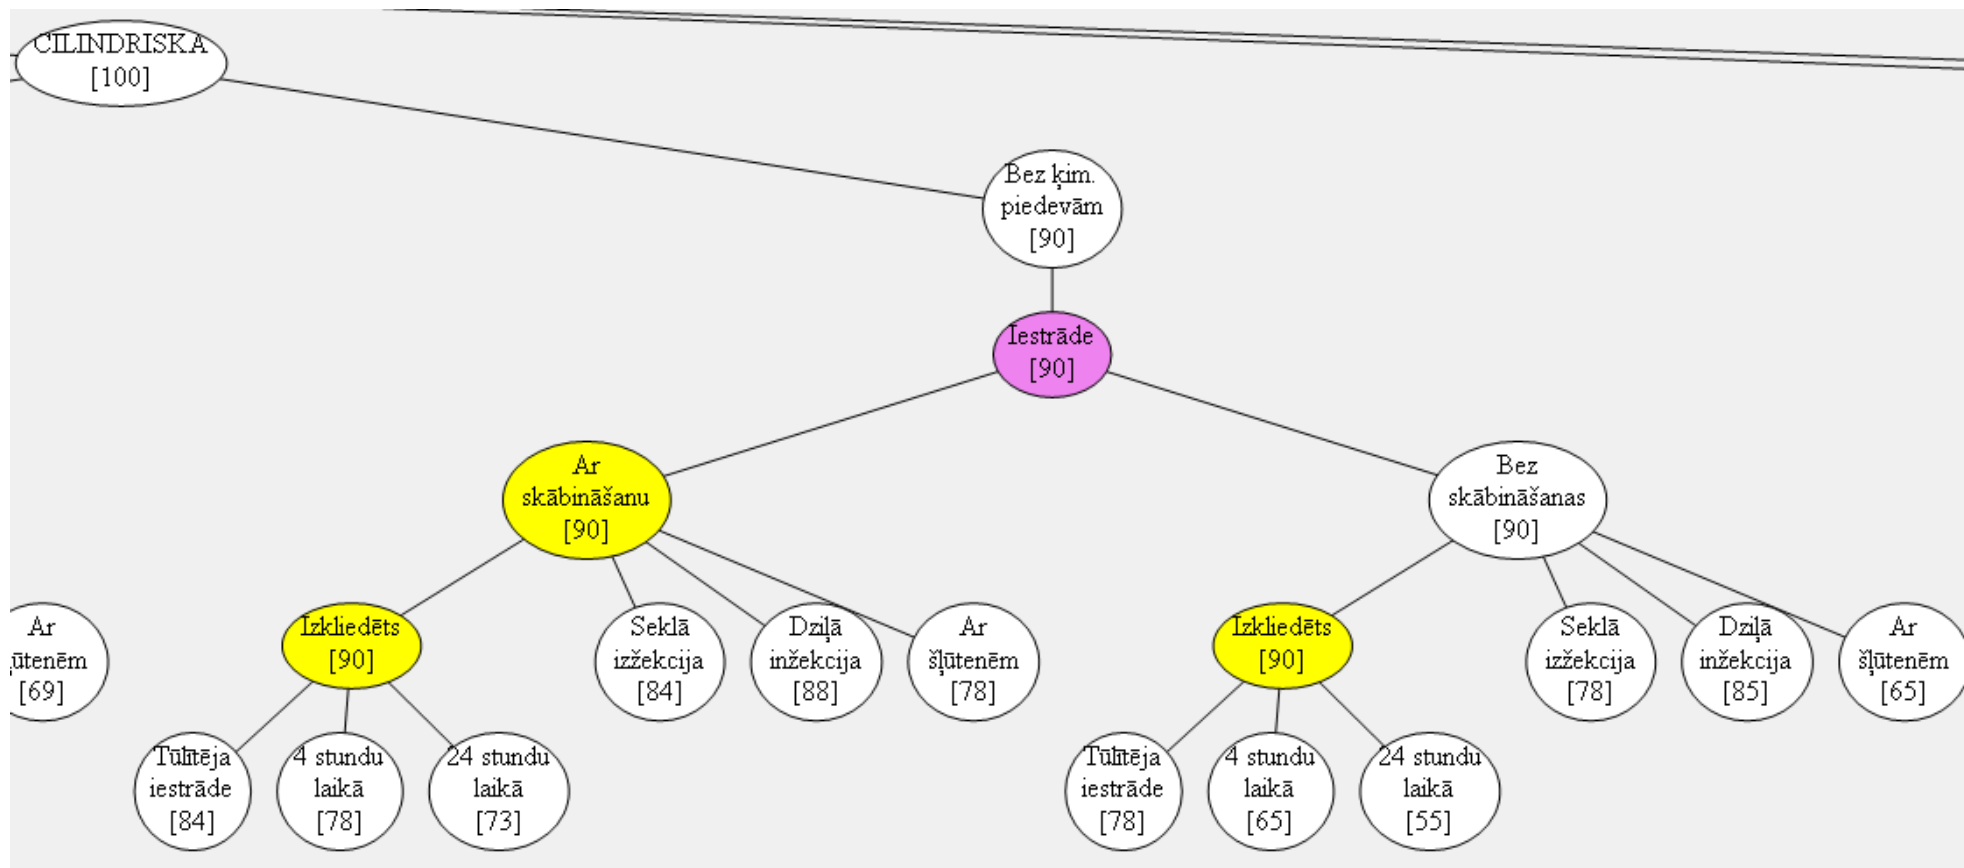 CILINDRISKA
[100]
Bez ķim.
piedevām
[90]
Iestrāde
[90]
Ar
skābināšanu
[90]
Bez
skābināšanas
[90]
Ar
šļūtenēm
[69]
Izkliedēts
[90]
Seklā
izžekcija
[84]
Dziļā
inžekcija
[88]
Ar
šļūtenēm
[78]
Izkliedēts
[90]
Seklā
izžekcija
[78]
Dziļā
inžekcija
[85]
Ar
šļūtenēm
[65]
Tūlītēja
iestrāde
[84]
4 stundu
laikā
[78]
24 stundu
laikā
[73]
Tūlītēja
iestrāde
[78]
4 stundu
laikā
[65]
24 stundu
laikā
[55]